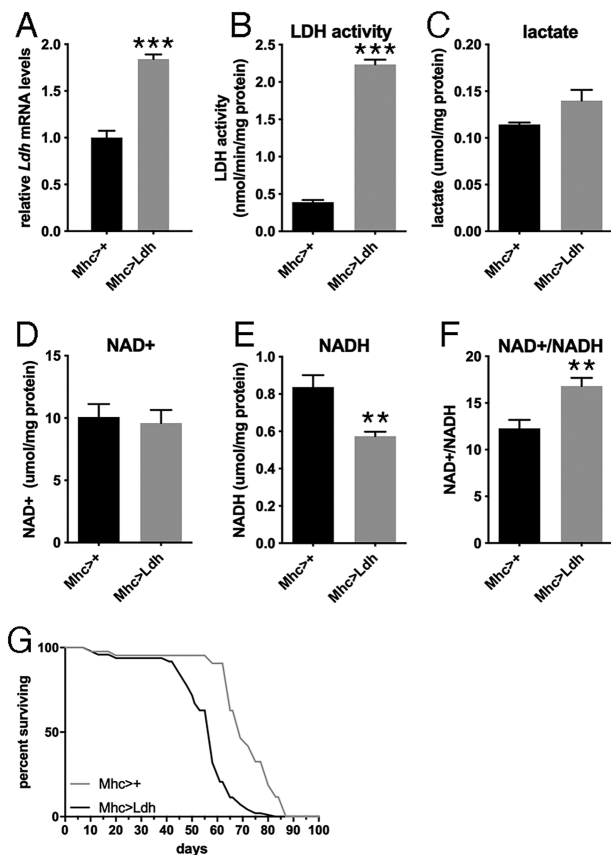 A
relative Ldh mRNA levels
2.0
1.5
1.0
0.5
0.0
***
Mhc>+
Mhc>Ldh
B
LDH activity
LDH activity
(nmol/min/mg protein)
2.5
2.0
1.5
1.0
0.5
0.0
***
Mhc>+
Mhc>Ldh
C
lactate
lactate (umol/mg protein)
0.20
0.15
0.10
0.05
0.00
Mhc>+
Mhc>Ldh
D
NAD+
NAD+ (umol/mg protein)
15
10
5
0
Mhc>+
Mhc>Ldh
E
NADH
NADH (umol/mg protein)
1.0
0.8
0.6
0.4
0.2
0.0
**
Mhc>+
Mhc>Ldh
F
NAD+/NADH
NAD+/NADH
20
15
10
5
0
**
Mhc>+
Mhc>Ldh
G
percent surviving
100
50
0
Mhc>+
Mhc>Ldh
0 10 20 30 40 50 60 70 80 90 100
days